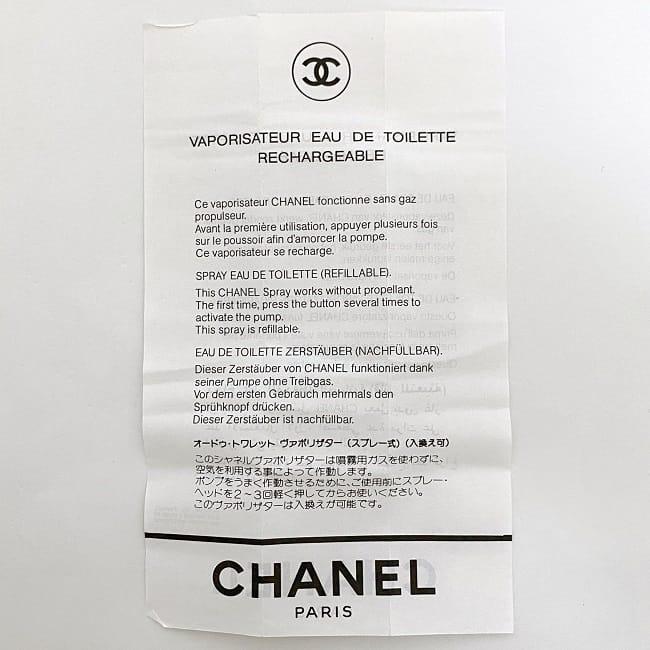 VAPORISATEUR EAU DE TOILETTE
RECHARGEABLE
Ce vaporisateur CHANEL fonctionne sans gaz
propulseur.
Avant la première utilisation, appuyer plusieurs fois
sur le poussoir afin d'amorcer la pompe.
Ce vaporisateur se recharge.
SPRAY EAU DE TOILETTE (REFILLABLE).
This CHANEL Spray works without propellant.
The first time, press the button several times to
activate the pump.
This spray is refillable.
EAU DE TOILETTE ZERSTÄUBER (NACHFÜLLBAR).
Dieser Zerstäuber von CHANEL funktioniert dank
seiner Pumpe ohne Treibgas.
Vor dem ersten Gebrauch mehrmals den
Sprühknopf drücken.
Dieser Zerstäuber ist nachfüllbar.
オードゥ・トワレット ヴァポリザター (スプレー式) (入換え可)
このシャネルヴァポリザターは噴霧用ガスを使わずに、
空気を利用する事によって作動します。
ポンプをうまく作動させるために、ご使用前にスプレー・
ヘッドを2～3回軽く押してからお使いください。
このヴァポリザターは入換えが可能です。
CHANEL
PARIS